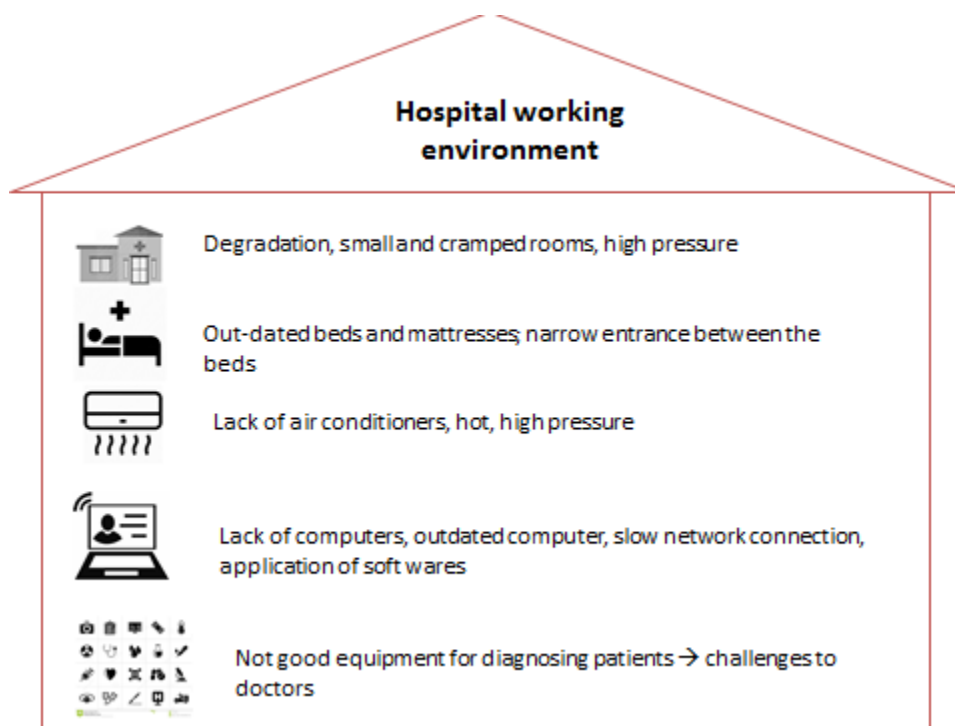 Hospital working
environment
Degradation, small and cramped rooms, high pressure
Out-dated beds and mattresses; narrow entrance between the
beds
Lack of air conditioners, hot, high pressure
Lack of computers, outdated computer, slow network connection,
application of soft wares
Not good equipment for diagnosing patients → challenges to
doctors